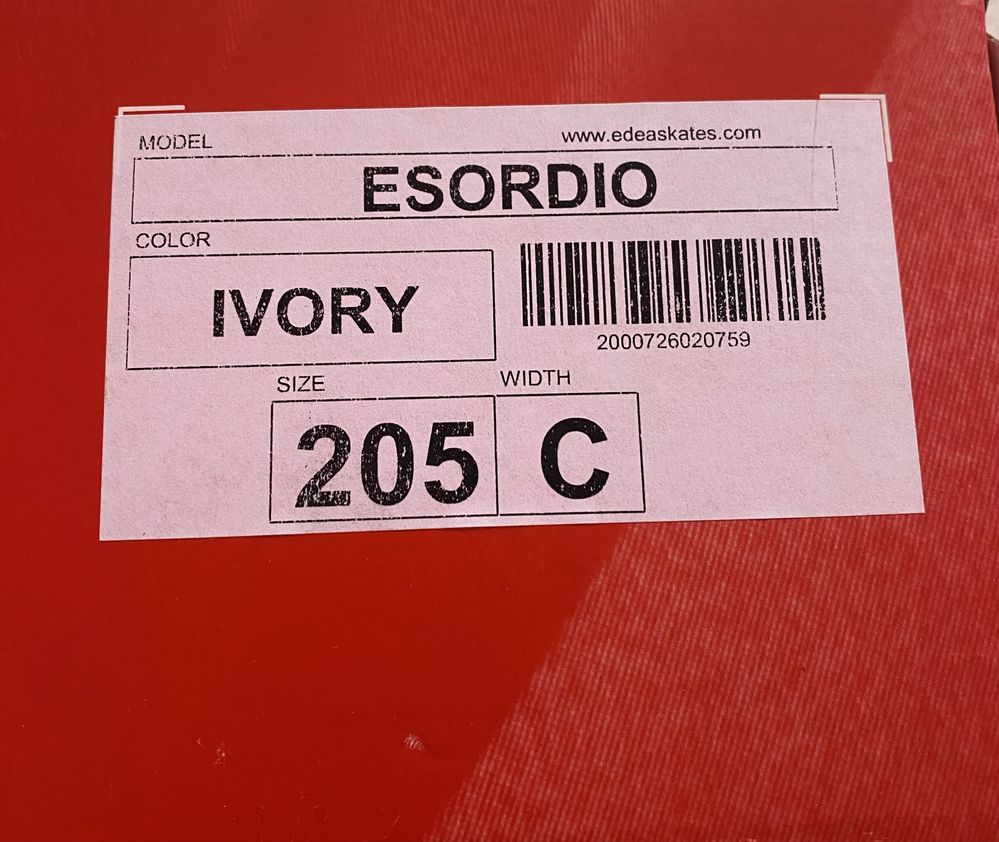 MODEL
www.edeaskates.com
ESORDIO
COLOR
IVORY
2000726020759
SIZE
WIDTH
205
C